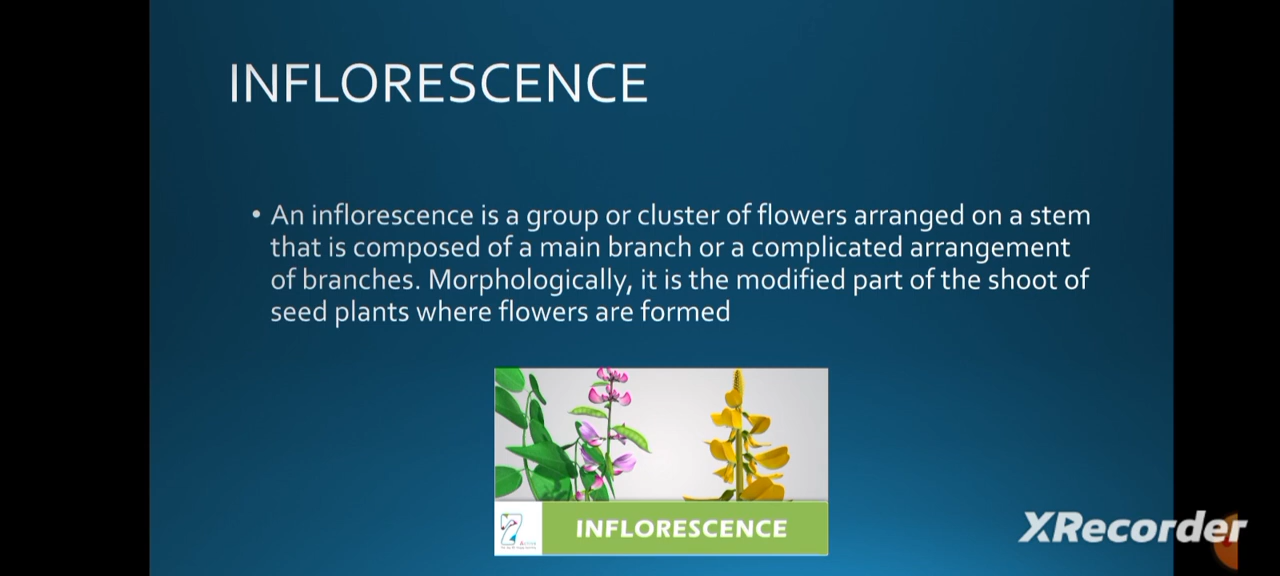 INFLORESCENCE
• An inflorescence is a group or cluster of flowers arranged on a stem
that is composed of a main branch or a complicated arrangement
of branches. Morphologically, it is the modified part of the shoot of
seed plants where flowers are formed
INFLORESCENCE
XRecorder